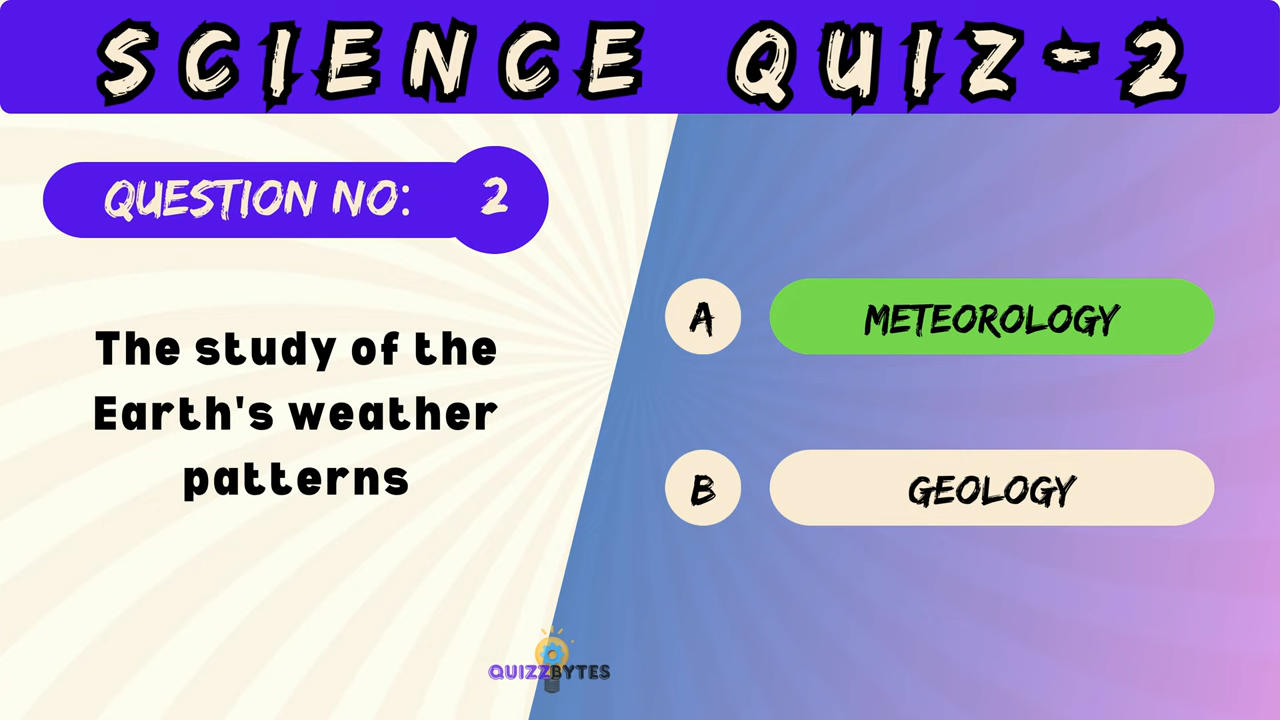 SCIENCE QUIZ-2
QUESTION NO: 2
The study of the
Earth's weather
patterns
A METEOROLOGY
B GEOLOGY
QUIZZBYTES